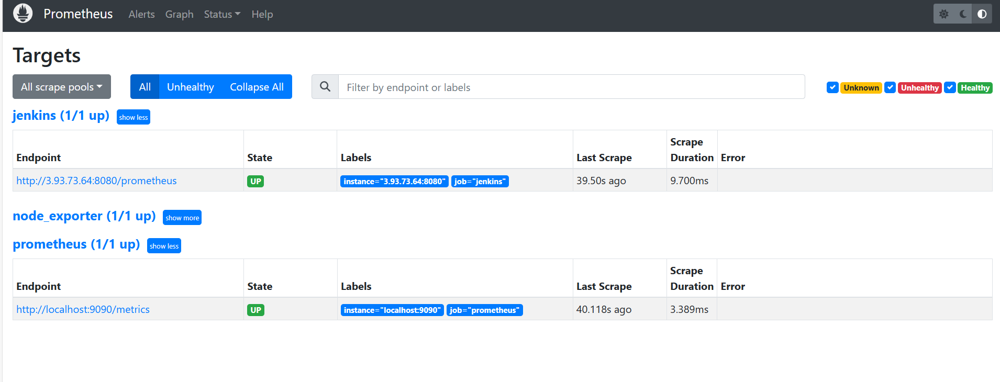 Prometheus Alerts Graph Status Help
Targets
All scrape pools All Unhealthy Collapse All Filter by endpoint or labels Unknown Unhealthy Healthy
jenkins (1/1 up) show less
Endpoint State Labels Last Scrape Scrape Duration Error
http://3.93.73.64:8080/prometheus UP instance="3.93.73.64:8080" job="jenkins" 39.50s ago 9.700ms
node_exporter (1/1 up) show more
prometheus (1/1 up) show less
Endpoint State Labels Last Scrape Scrape Duration Error
http://localhost:9090/metrics UP instance="localhost:9090" job="prometheus" 40.118s ago 3.389ms